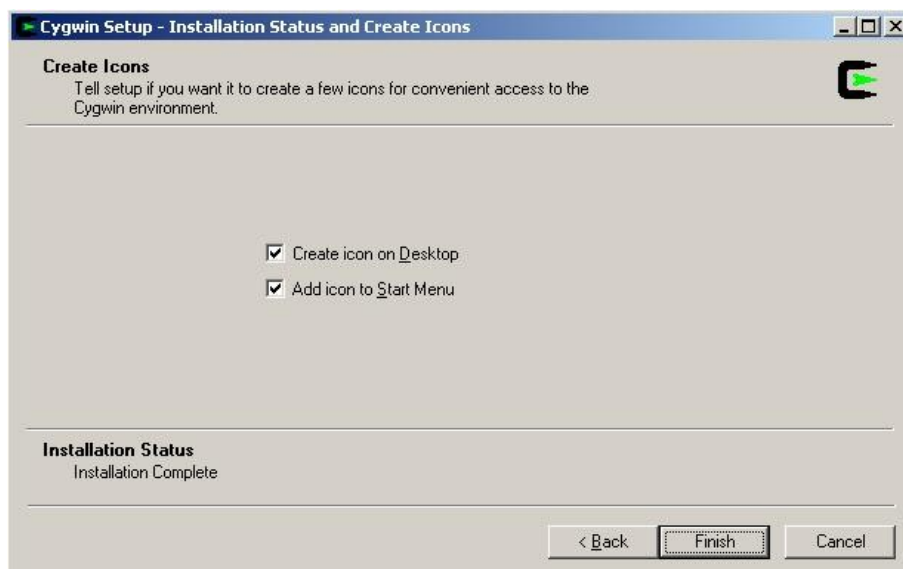 Cygwin Setup - Installation Status and Create Icons
Create Icons
Tell setup if you want it to create a few icons for convenient access to the
Cygwin environment.
Create icon on Desktop
Add icon to Start Menu
Installation Status
Installation Complete
< Back Finish Cancel